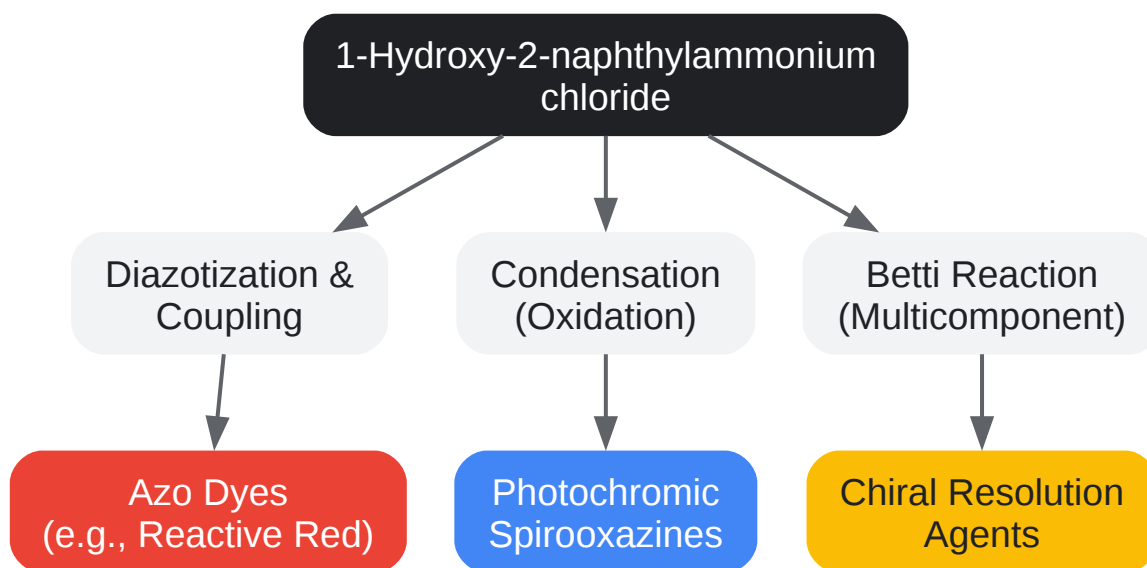 1-Hydroxy-2-naphthylammonium
chloride
Diazotization &
Coupling
Condensation
(Oxidation)
Betti Reaction
(Multicomponent)
Azo Dyes
(e.g., Reactive Red)
Photochromic
Spirooxazines
Chiral Resolution
Agents